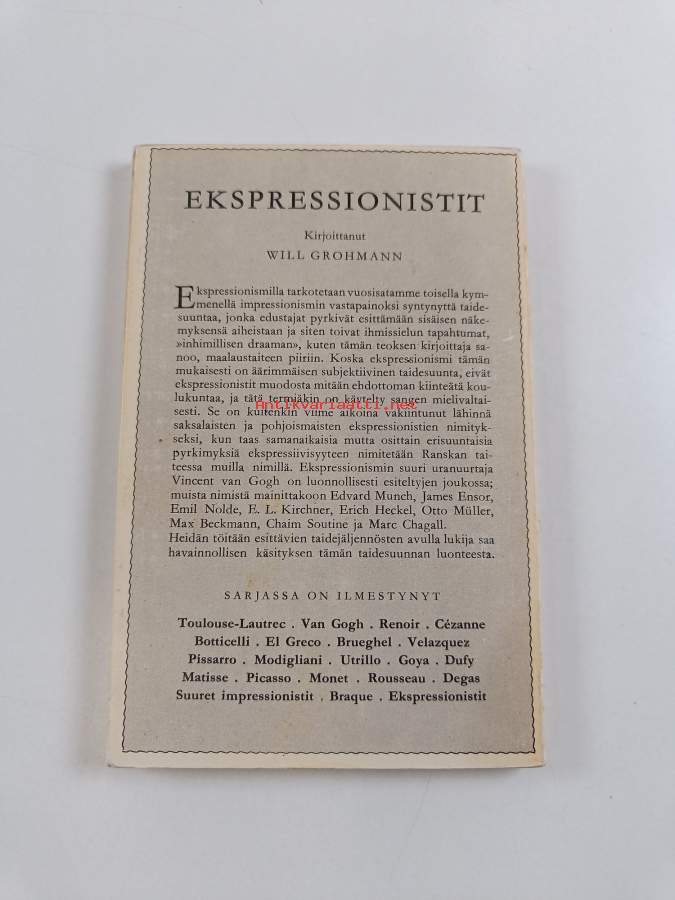 EKSPRESSIONISTIT
Kirjoittanut
WILL GROHMANN
Ekspressionismilla tarkotetaan vuosisatamme toisella kym-
menellä impressionismin vastapainoksi syntynyttä taide-
suuntaa, jonka edustajat pyrkivät esittämään sisäisen näke-
myksensä aiheistaan ja siten toivat ihmissielun tapahtumat,
»inhimillisen draaman», kuten tämän teoksen kirjoittaja sa-
noo, maalaustaiteen piiriin. Koska ekspressionismi tämän
mukaisesti on äärimmäisen subjektiivinen taidesuunta, eivät
ekspressionistit muodosta mitään ehdottoman kiinteätä kou-
lukuntaa, ja tätä termiäkin on käytelty sangen mielivaltai-
Antikvariaatti.net
sesti. Se on kuitenkin viime aikoina vakiintunut lähinnä
saksalaisten ja pohjoismaisten ekspressionistien nimityk-
seksi, kun taas samanaikaisia mutta osittain erisuuntaisia
pyrkimyksiä ekspressiivisyyteen nimitetään Ranskan tai-
teessa muilla nimillä. Ekspressionismin suuri uranuurtaja
Vincent van Gogh on luonnollisesti esiteltyjen joukossa;
muista nimistä mainittakoon Edvard Munch, James Ensor,
Emil Nolde, E. L. Kirchner, Erich Heckel, Otto Müller,
Max Beckmann, Chaim Soutine ja Marc Chagall.
Heidän töitään esittävien taidejäljennösten avulla lukija saa
havainnollisen käsityksen tämän taidesuunnan luonteesta.
SARJASSA ON ILMESTYNYT
Toulouse-Lautrec . Van Gogh . Renoir . Cézanne
Botticelli . El Greco . Brueghel . Velazquez
Pissarro . Modigliani . Utrillo . Goya . Dufy
Matisse . Picasso . Monet . Rousseau . Degas
Suuret impressionistit . Braque . Ekspressionistit